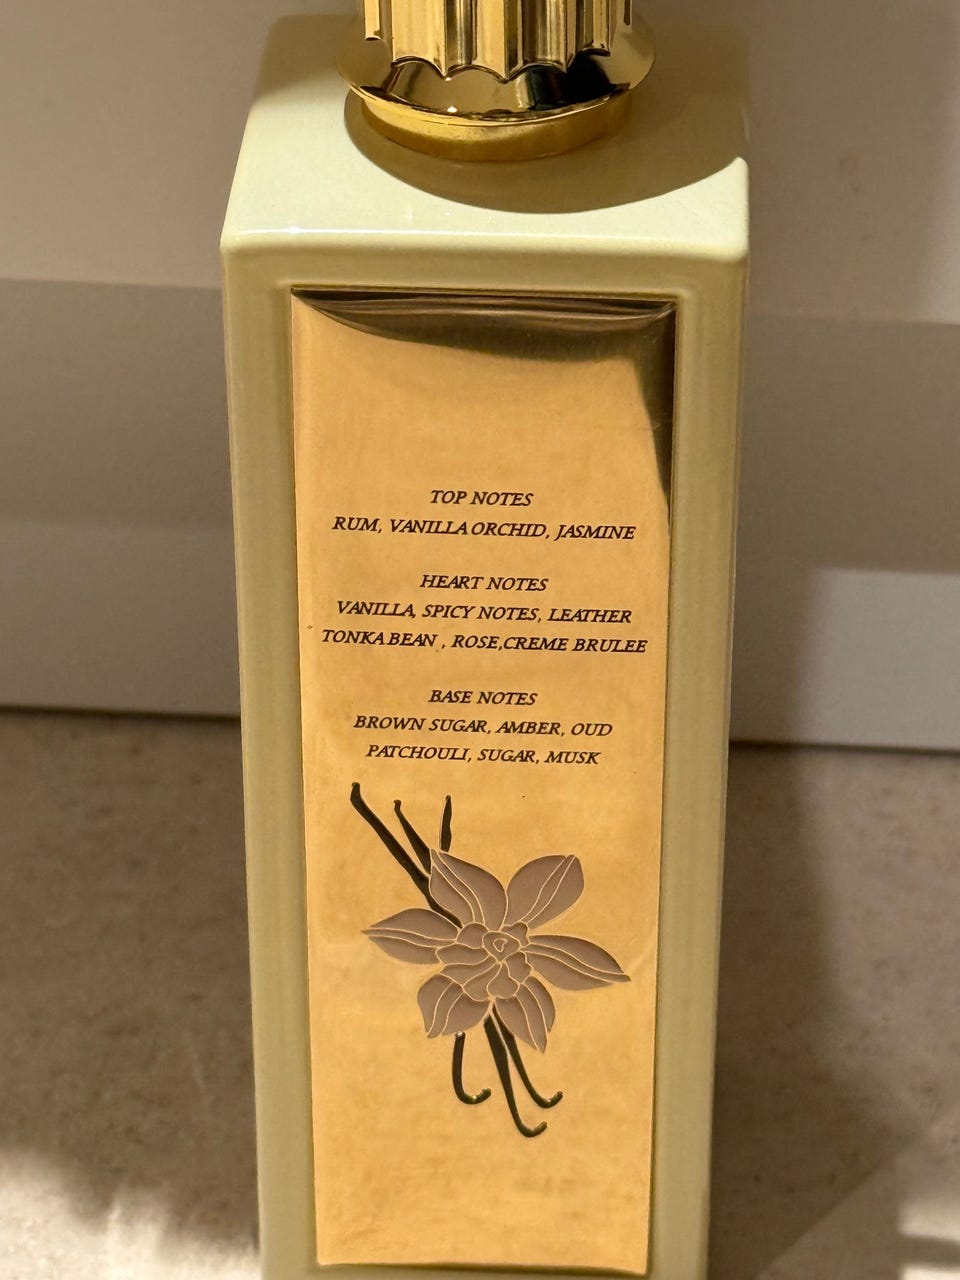 TOP NOTES
RUM, VANILLA ORCHID, JASMINE
HEART NOTES
VANILLA, SPICY NOTES, LEATHER
TONKA BEAN , ROSE,CREME BRULEE
BASE NOTES
BROWN SUGAR, AMBER, OUD
PATCHOULI, SUGAR, MUSK